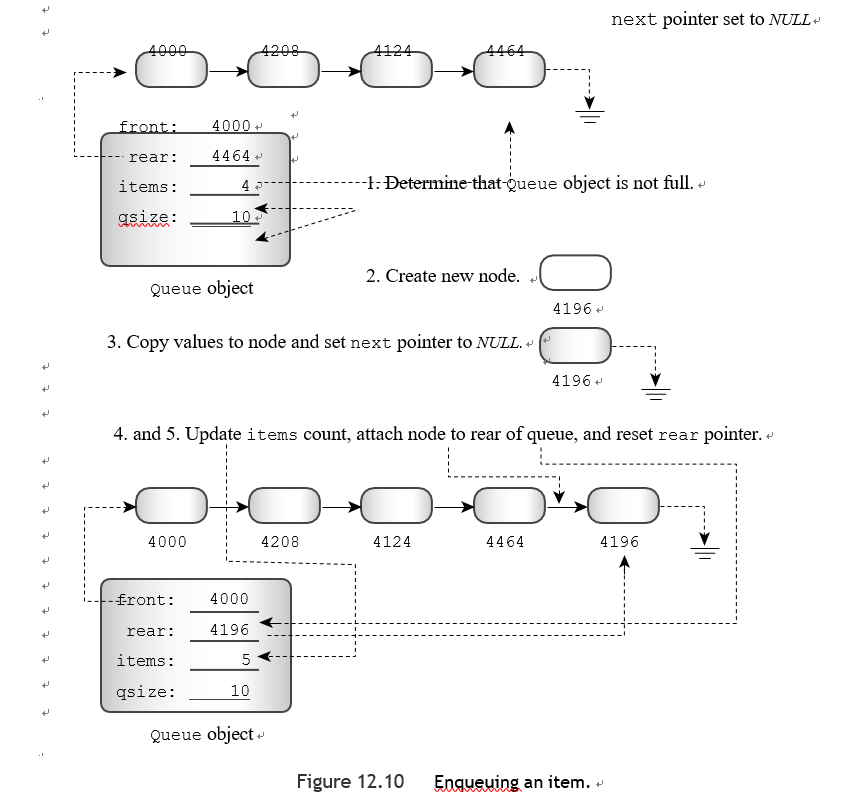 next pointer set to NULL
4000 4208 4124 4464
front: 4000
rear: 4464
items: 4
1. Determine that Queue object is not full.
qsize: 10
Queue object
2. Create new node.
4196
3. Copy values to node and set next pointer to NULL.
4196
4. and 5. Update items count, attach node to rear of queue, and reset rear pointer.
4000 4208 4124 4464 4196
front: 4000
rear: 4196
items: 5
qsize: 10
Queue object
Figure 12.10 Enqueuing an item.